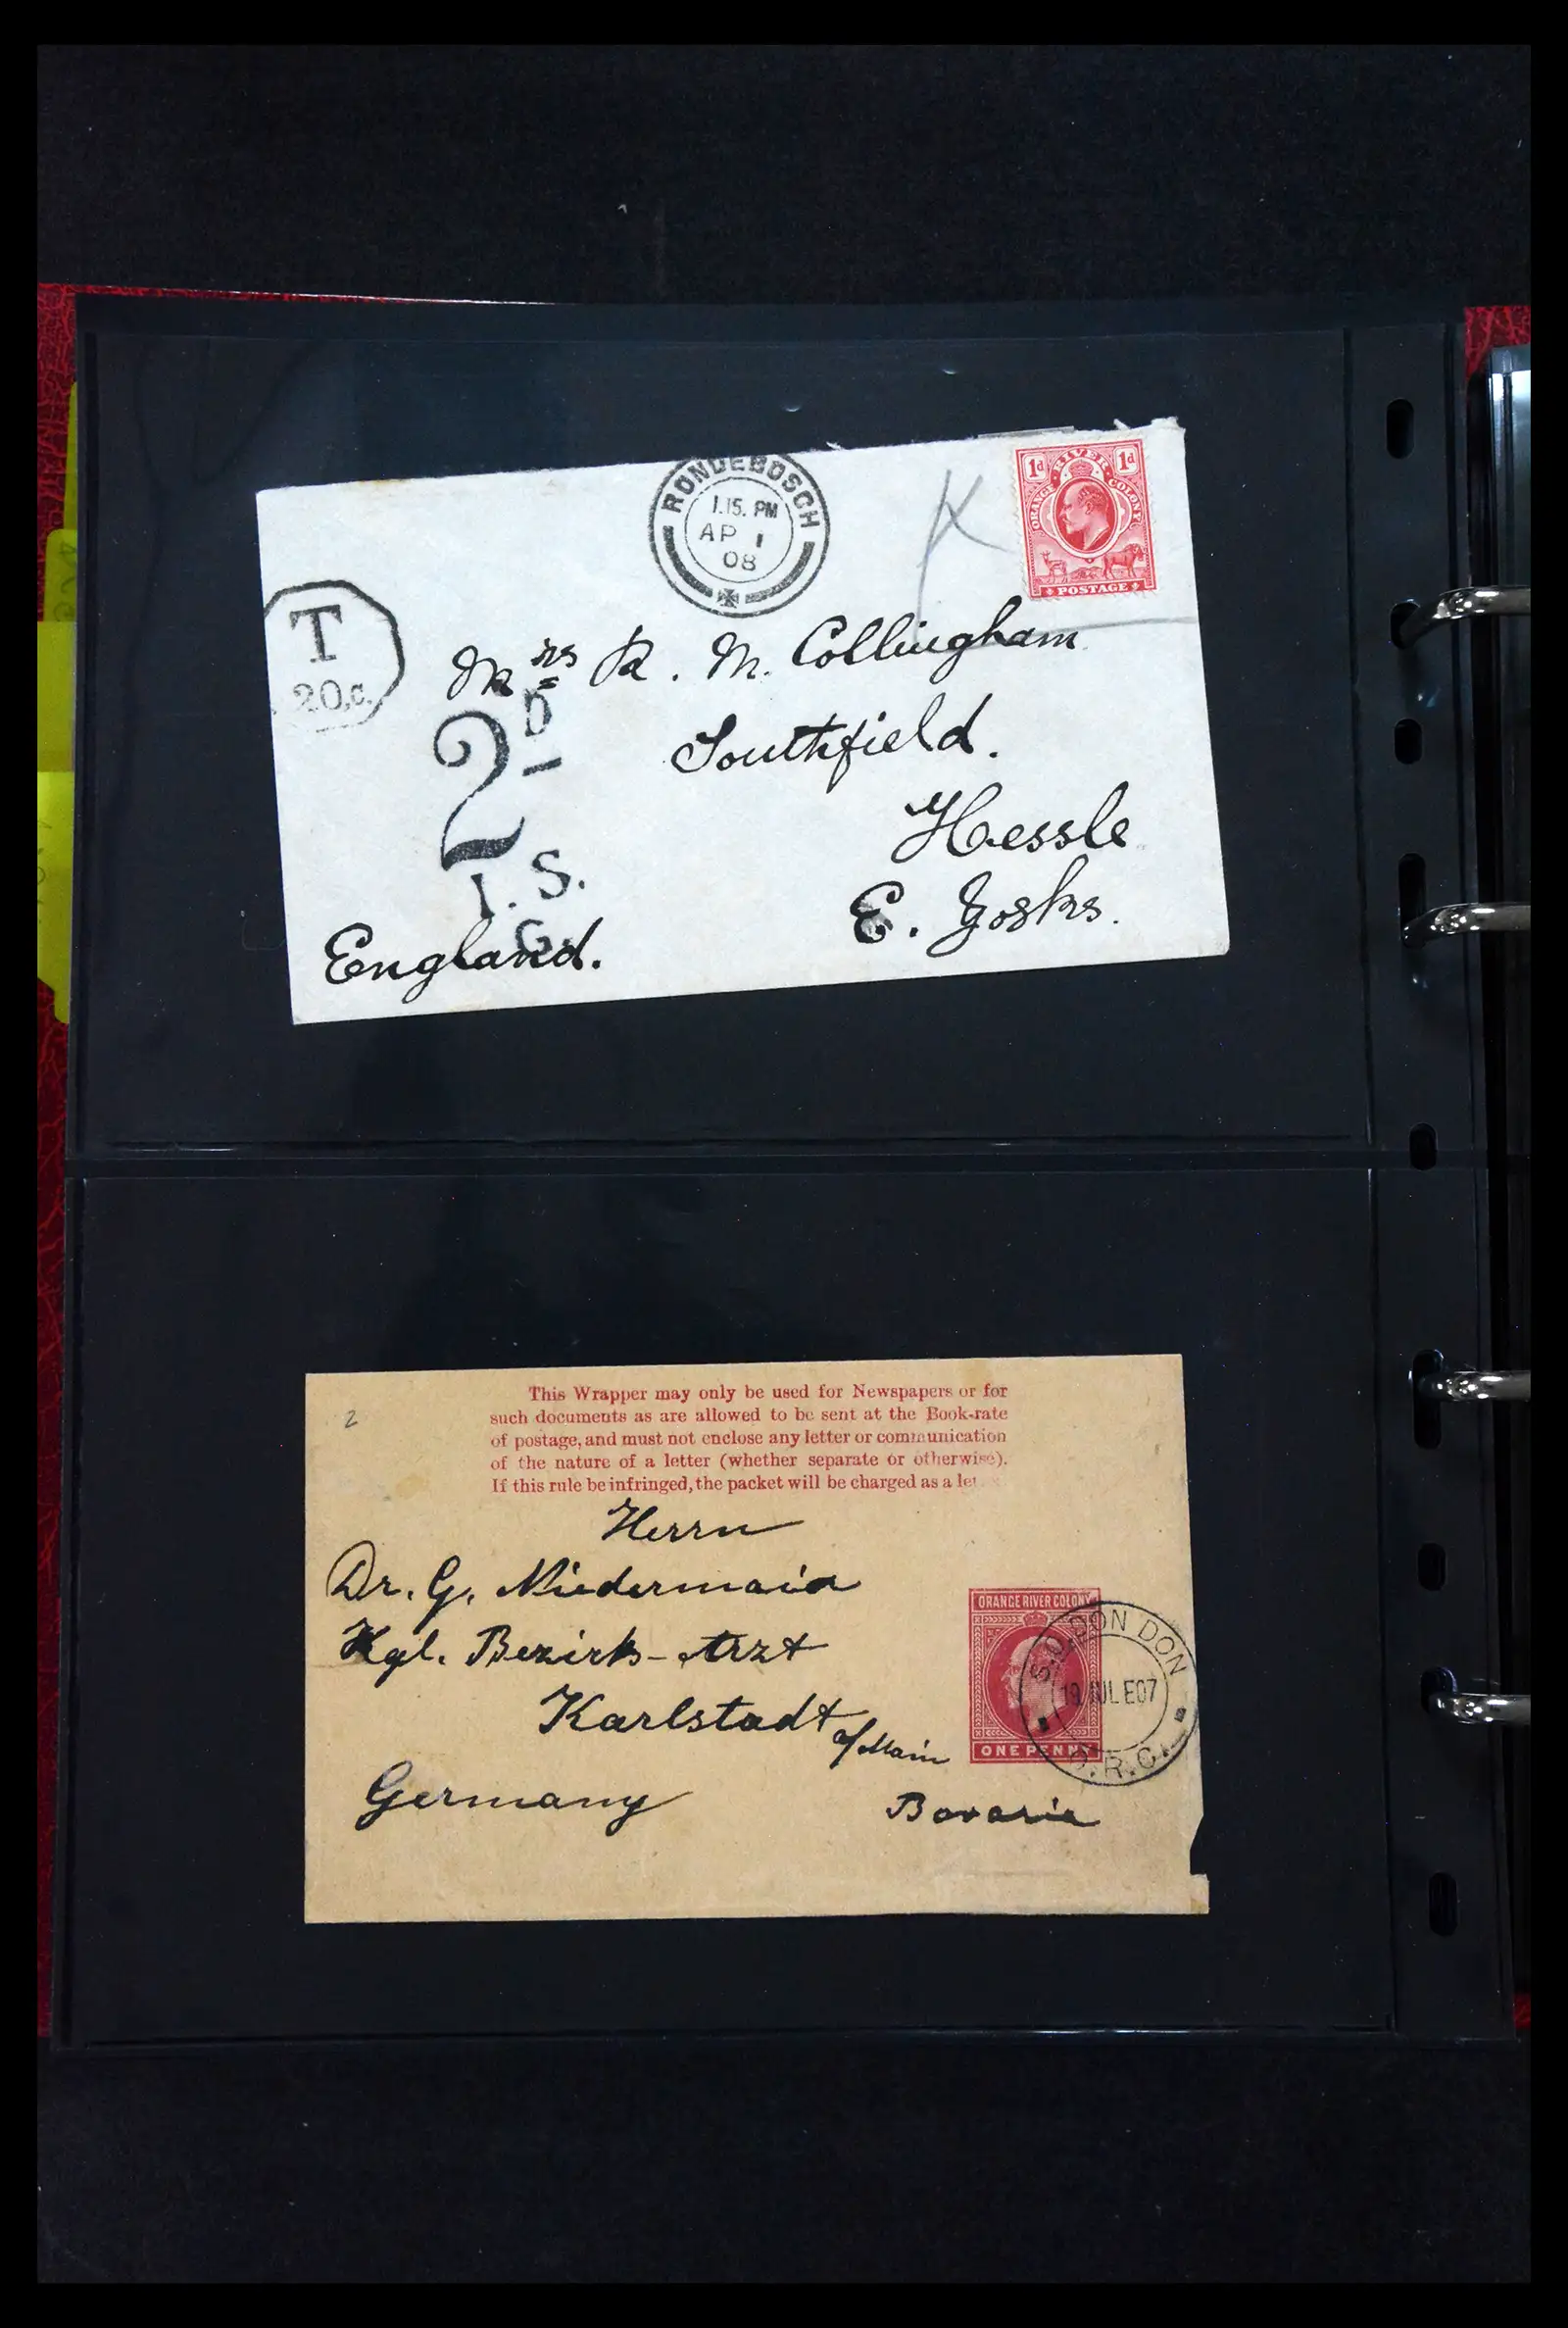 RONDEBOSCH
1.15. PM
AP 1
08
1d RIVER 1d
ORANGE COLONY
POSTAGE
T
20.c.
Mrs R. M. Collingham
2D
Southfield.
Hessle
I. S.
E. Yorks.
England.
2
This Wrapper may only be used for Newspapers or for
such documents as are allowed to be sent at the Book-rate
of postage, and must not enclose any letter or communication
of the nature of a letter (whether separate or otherwise).
If this rule be infringed, the packet will be charged as a let
Herrn
Dr. G. Niedermaier
Kgl. Bezirks-Arzt
Karlstadt a/Main
Germany
Bavaria
ORANGE RIVER COLONY
ONE PENNY
DON DON
19 JUL E07
O.R.C.